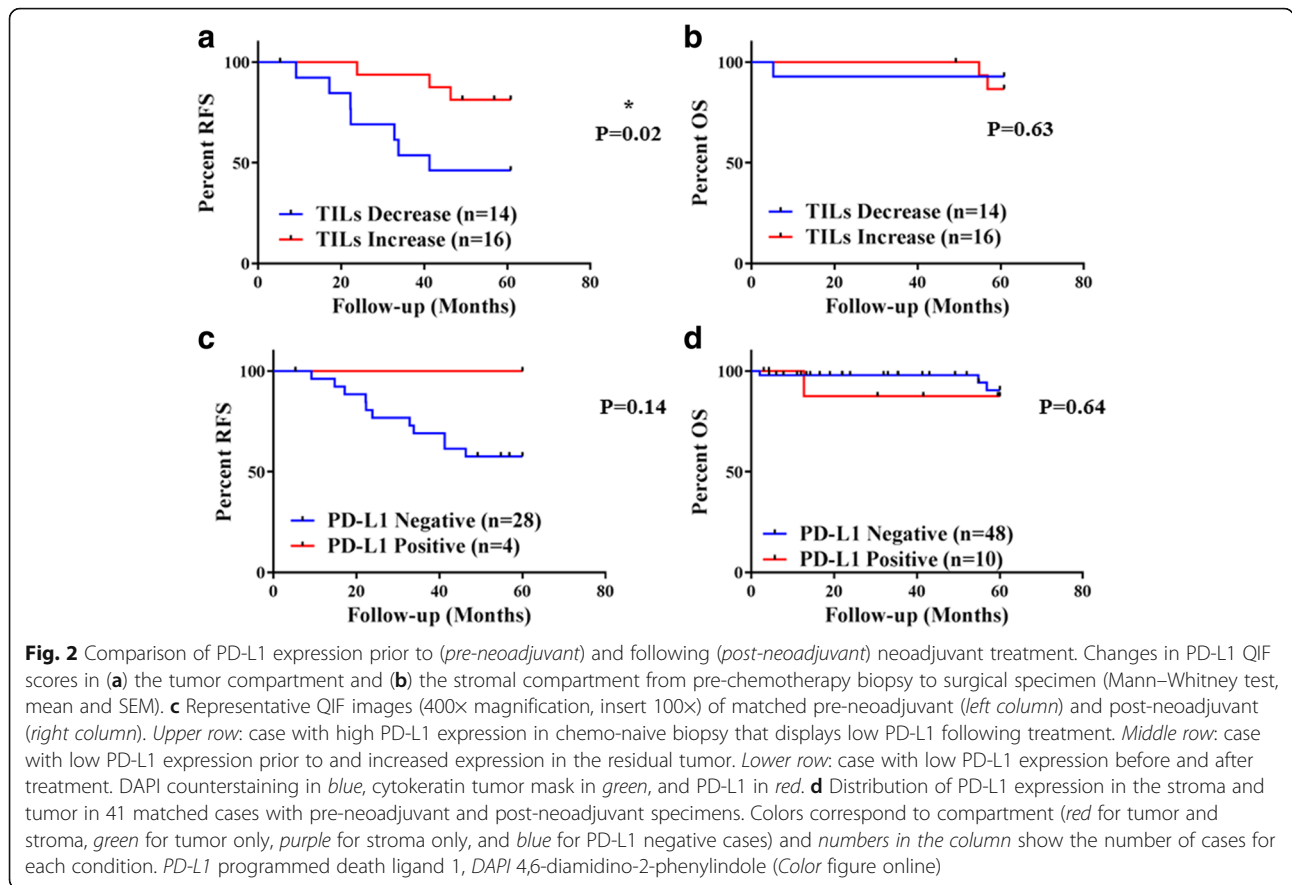 a
Percent RFS
100
50
0
0 20 40 60 80
Follow-up (Months)
TILs Decrease (n=14)
TILs Increase (n=16)
*
P=0.02
b
Percent OS
100
50
0
0 20 40 60 80
Follow-up (Months)
TILs Decrease (n=14)
TILs Increase (n=16)
P=0.63
c
Percent RFS
100
50
0
0 20 40 60 80
Follow-up (Months)
PD-L1 Negative (n=28)
PD-L1 Positive (n=4)
P=0.14
d
Percent OS
100
50
0
0 20 40 60 80
Follow-up (Months)
PD-L1 Negative (n=48)
PD-L1 Positive (n=10)
P=0.64
Fig. 2 Comparison of PD-L1 expression prior to (pre-neoadjuvant) and following (post-neoadjuvant) neoadjuvant treatment. Changes in PD-L1 QIF
scores in (a) the tumor compartment and (b) the stromal compartment from pre-chemotherapy biopsy to surgical specimen (Mann–Whitney test,
mean and SEM). c Representative QIF images (400× magnification, insert 100×) of matched pre-neoadjuvant (left column) and post-neoadjuvant
(right column). Upper row: case with high PD-L1 expression in chemo-naive biopsy that displays low PD-L1 following treatment. Middle row: case
with low PD-L1 expression prior to and increased expression in the residual tumor. Lower row: case with low PD-L1 expression before and after
treatment. DAPI counterstaining in blue, cytokeratin tumor mask in green, and PD-L1 in red. d Distribution of PD-L1 expression in the stroma and
tumor in 41 matched cases with pre-neoadjuvant and post-neoadjuvant specimens. Colors correspond to compartment (red for tumor and
stroma, green for tumor only, purple for stroma only, and blue for PD-L1 negative cases) and numbers in the column show the number of cases for
each condition. PD-L1 programmed death ligand 1, DAPI 4,6-diamidino-2-phenylindole (Color figure online)